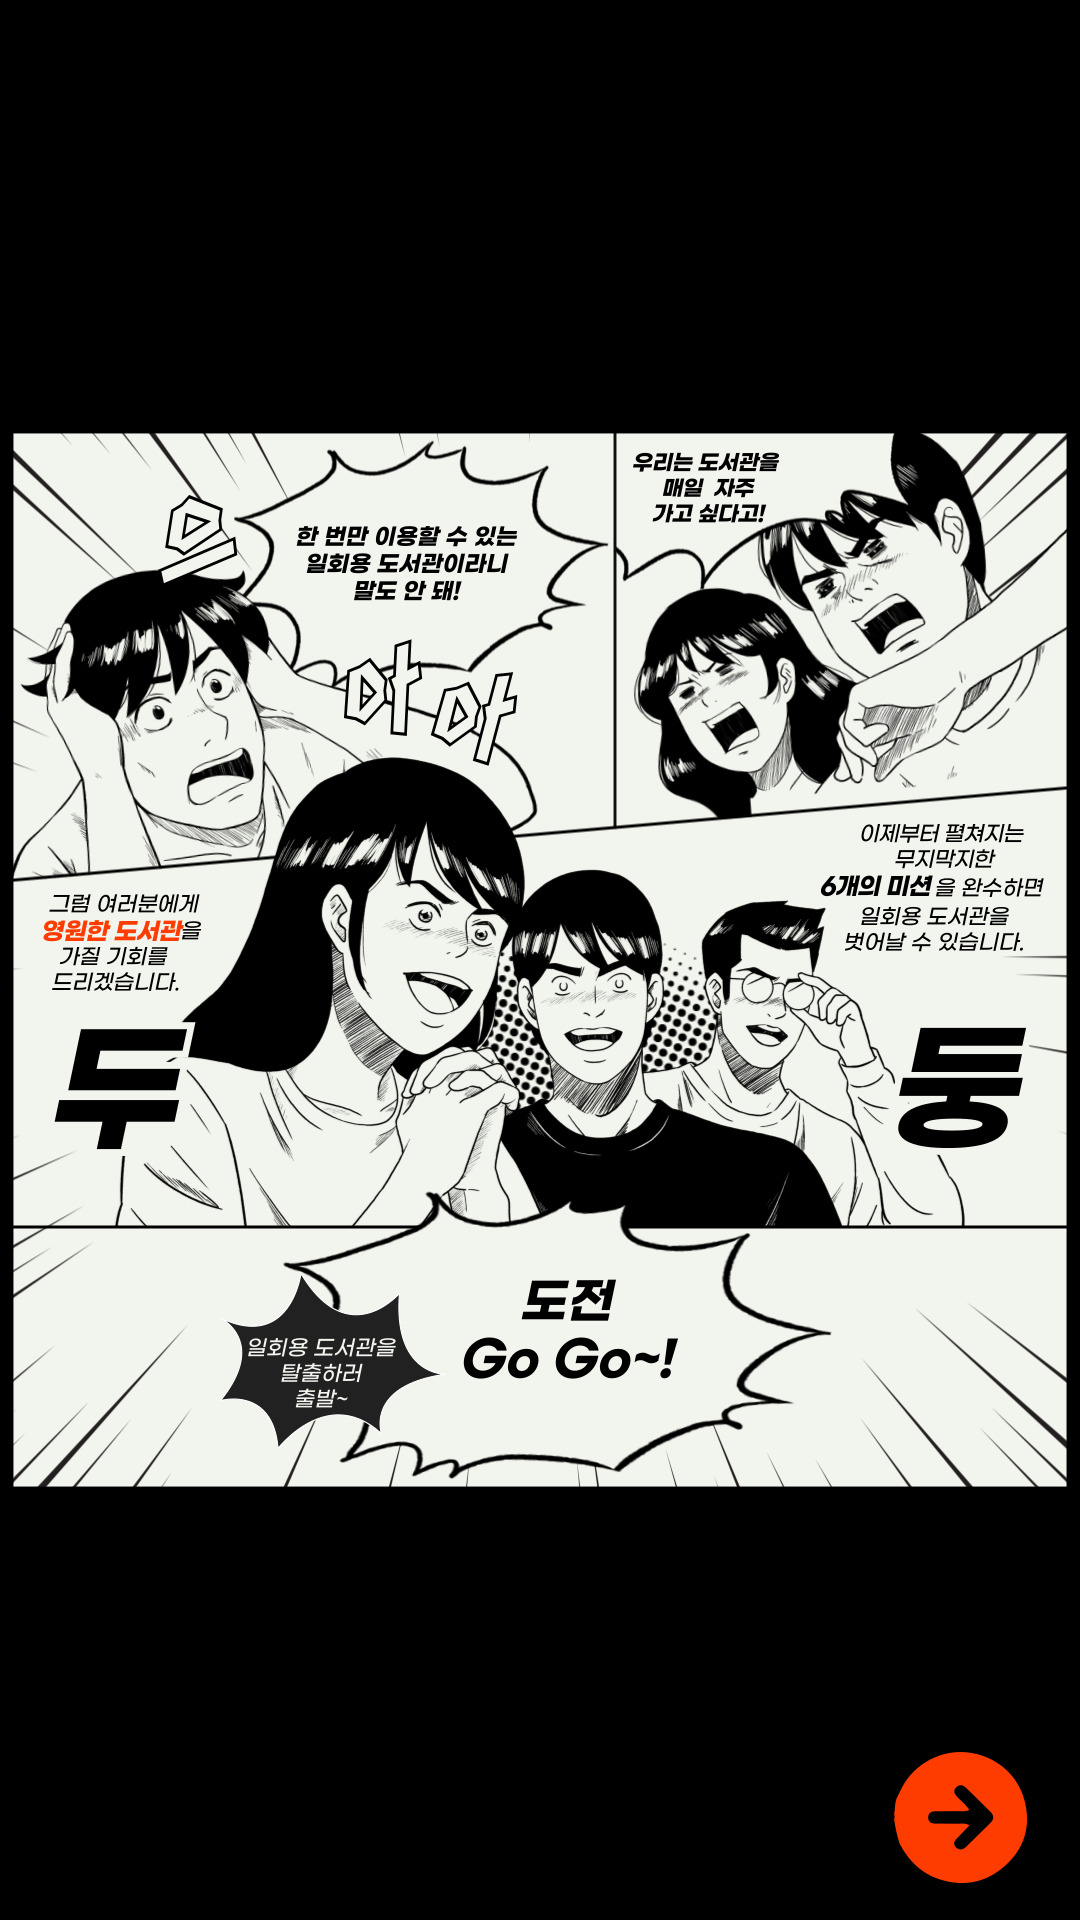 으
아 아
한 번만 이용할 수 있는
일회용 도서관이라니
말도 안 돼!
우리는 도서관을
매일 자주
가고 싶다고!
그럼 여러분에게
영원한 도서관을
가질 기회를
드리겠습니다.
이제부터 펼쳐지는
무지막지한
6개의 미션을 완수하면
일회용 도서관을
벗어날 수 있습니다.
두
둥
일회용 도서관을
탈출하러
출발~
도전
Go Go~!